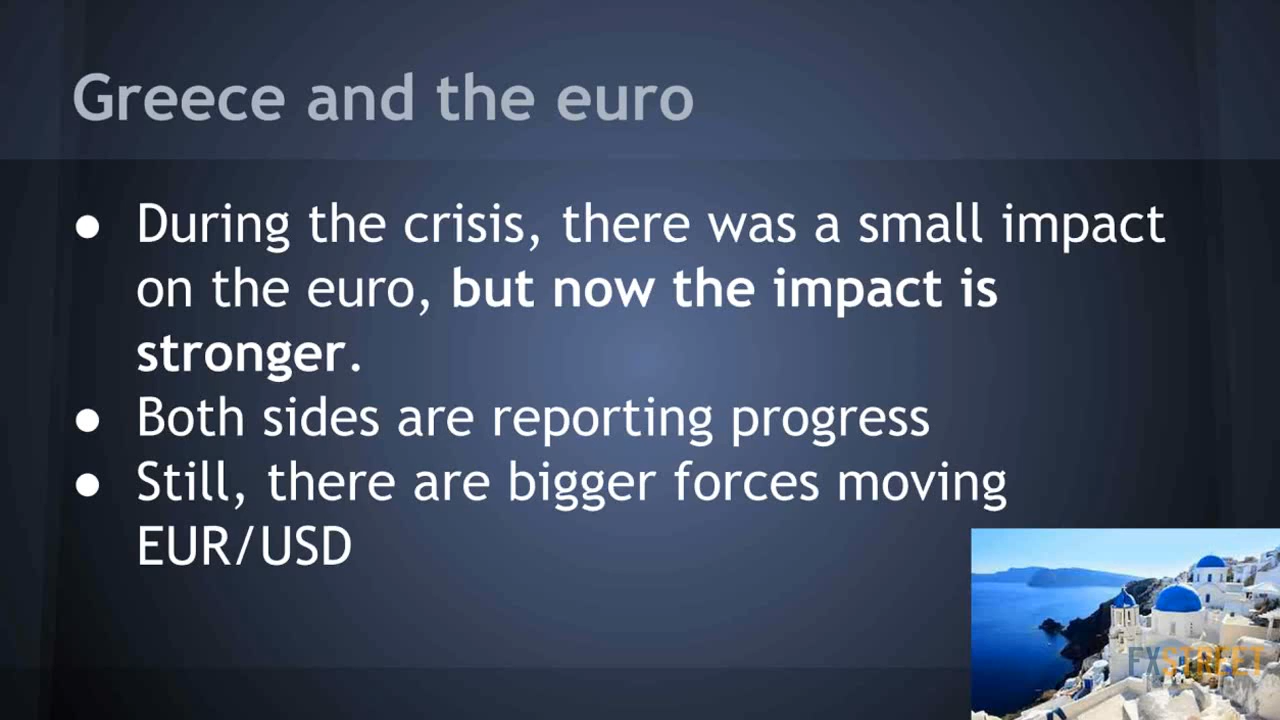 Greece and the euro
● During the crisis, there was a small impact
on the euro, but now the impact is
stronger.
● Both sides are reporting progress
● Still, there are bigger forces moving
EUR/USD
FXSTREET